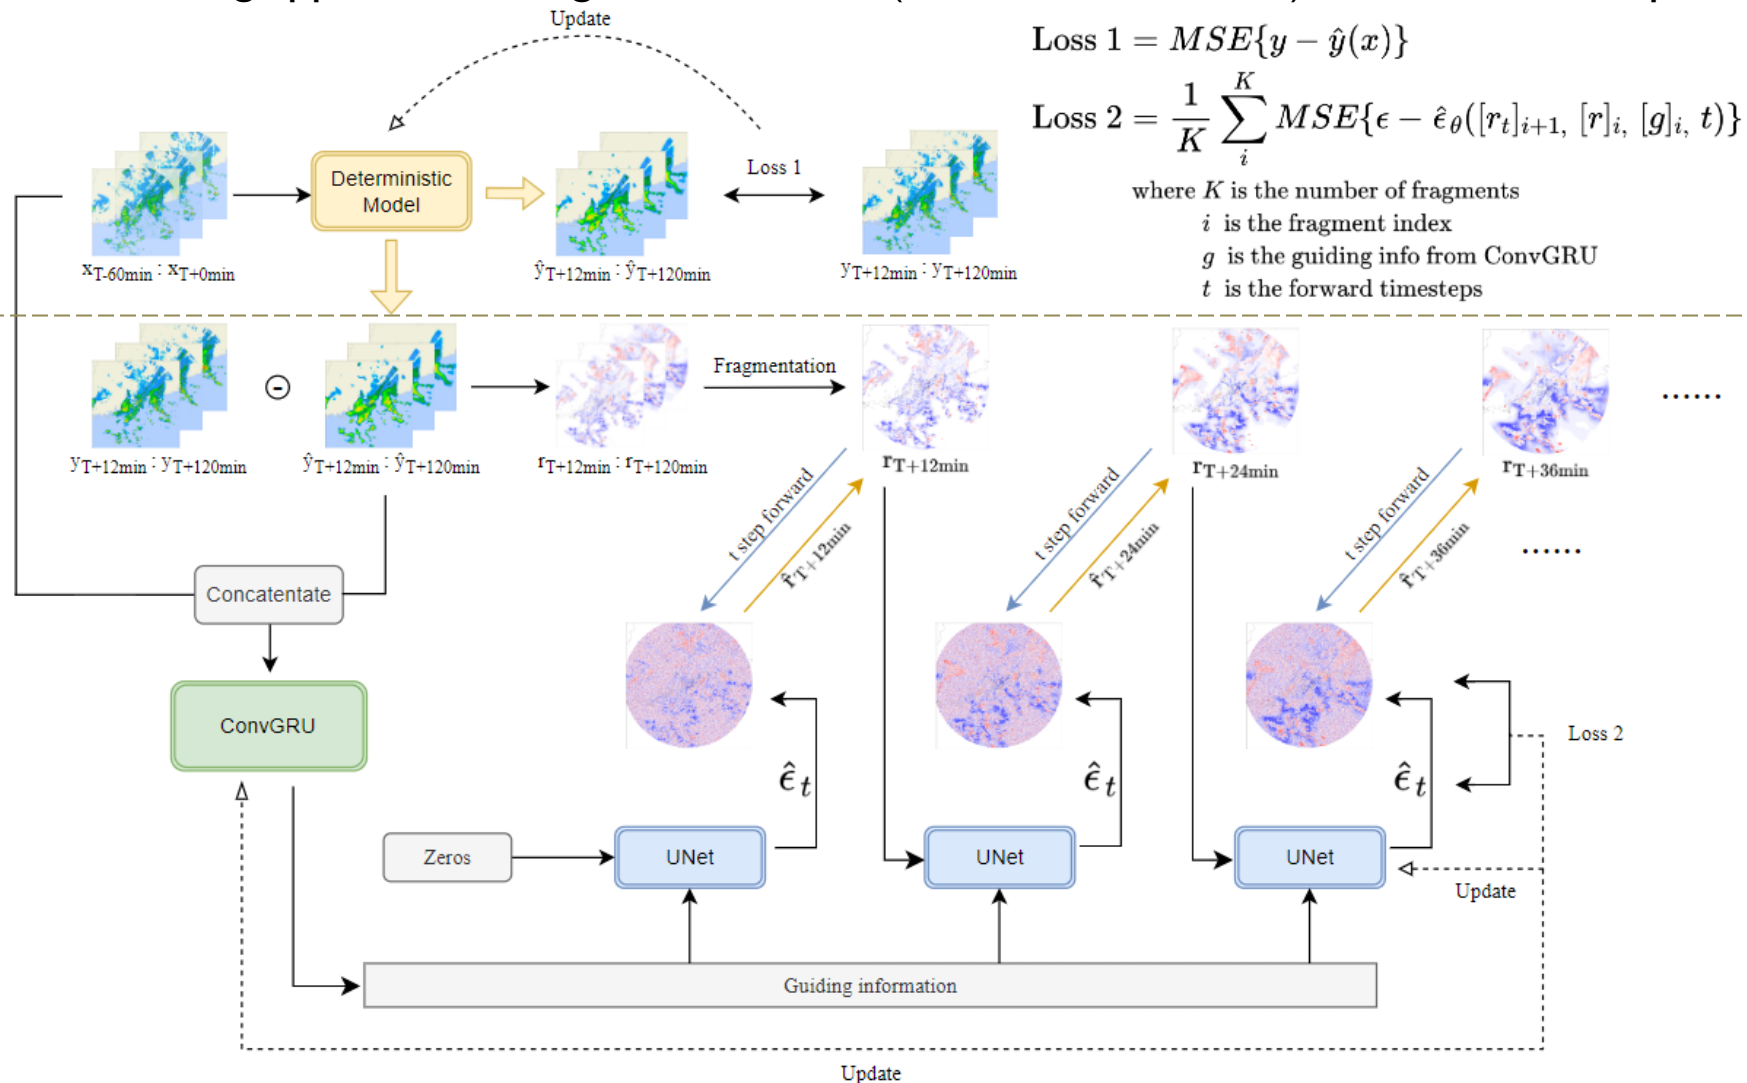 Update
Loss 1 = MSE{y − ŷ(x)}
Loss 2 = 1/K ∑_i^K MSE{ϵ − ϵ̂_θ([r_t]_{i+1}, [r]_i, [g]_i, t)}
where K is the number of fragments
i is the fragment index
g is the guiding info from ConvGRU
t is the forward timesteps
Deterministic
Model
Loss 1
x_{T-60min} : x_{T+0min}
ŷ_{T+12min} : ŷ_{T+120min}
y_{T+12min} : y_{T+120min}
Fragmentation
......
y_{T+12min} : y_{T+120min}
ŷ_{T+12min} : ŷ_{T+120min}
r_{T+12min} : r_{T+120min}
r_{T+12min}
r_{T+24min}
r_{T+36min}
t step forward
r̂_{T+12min}
t step forward
r̂_{T+24min}
t step forward
r̂_{T+36min}
......
Concatentate
ConvGRU
Loss 2
ϵ̂_t
ϵ̂_t
ϵ̂_t
Zeros
UNet
UNet
UNet
Update
Guiding information
Update